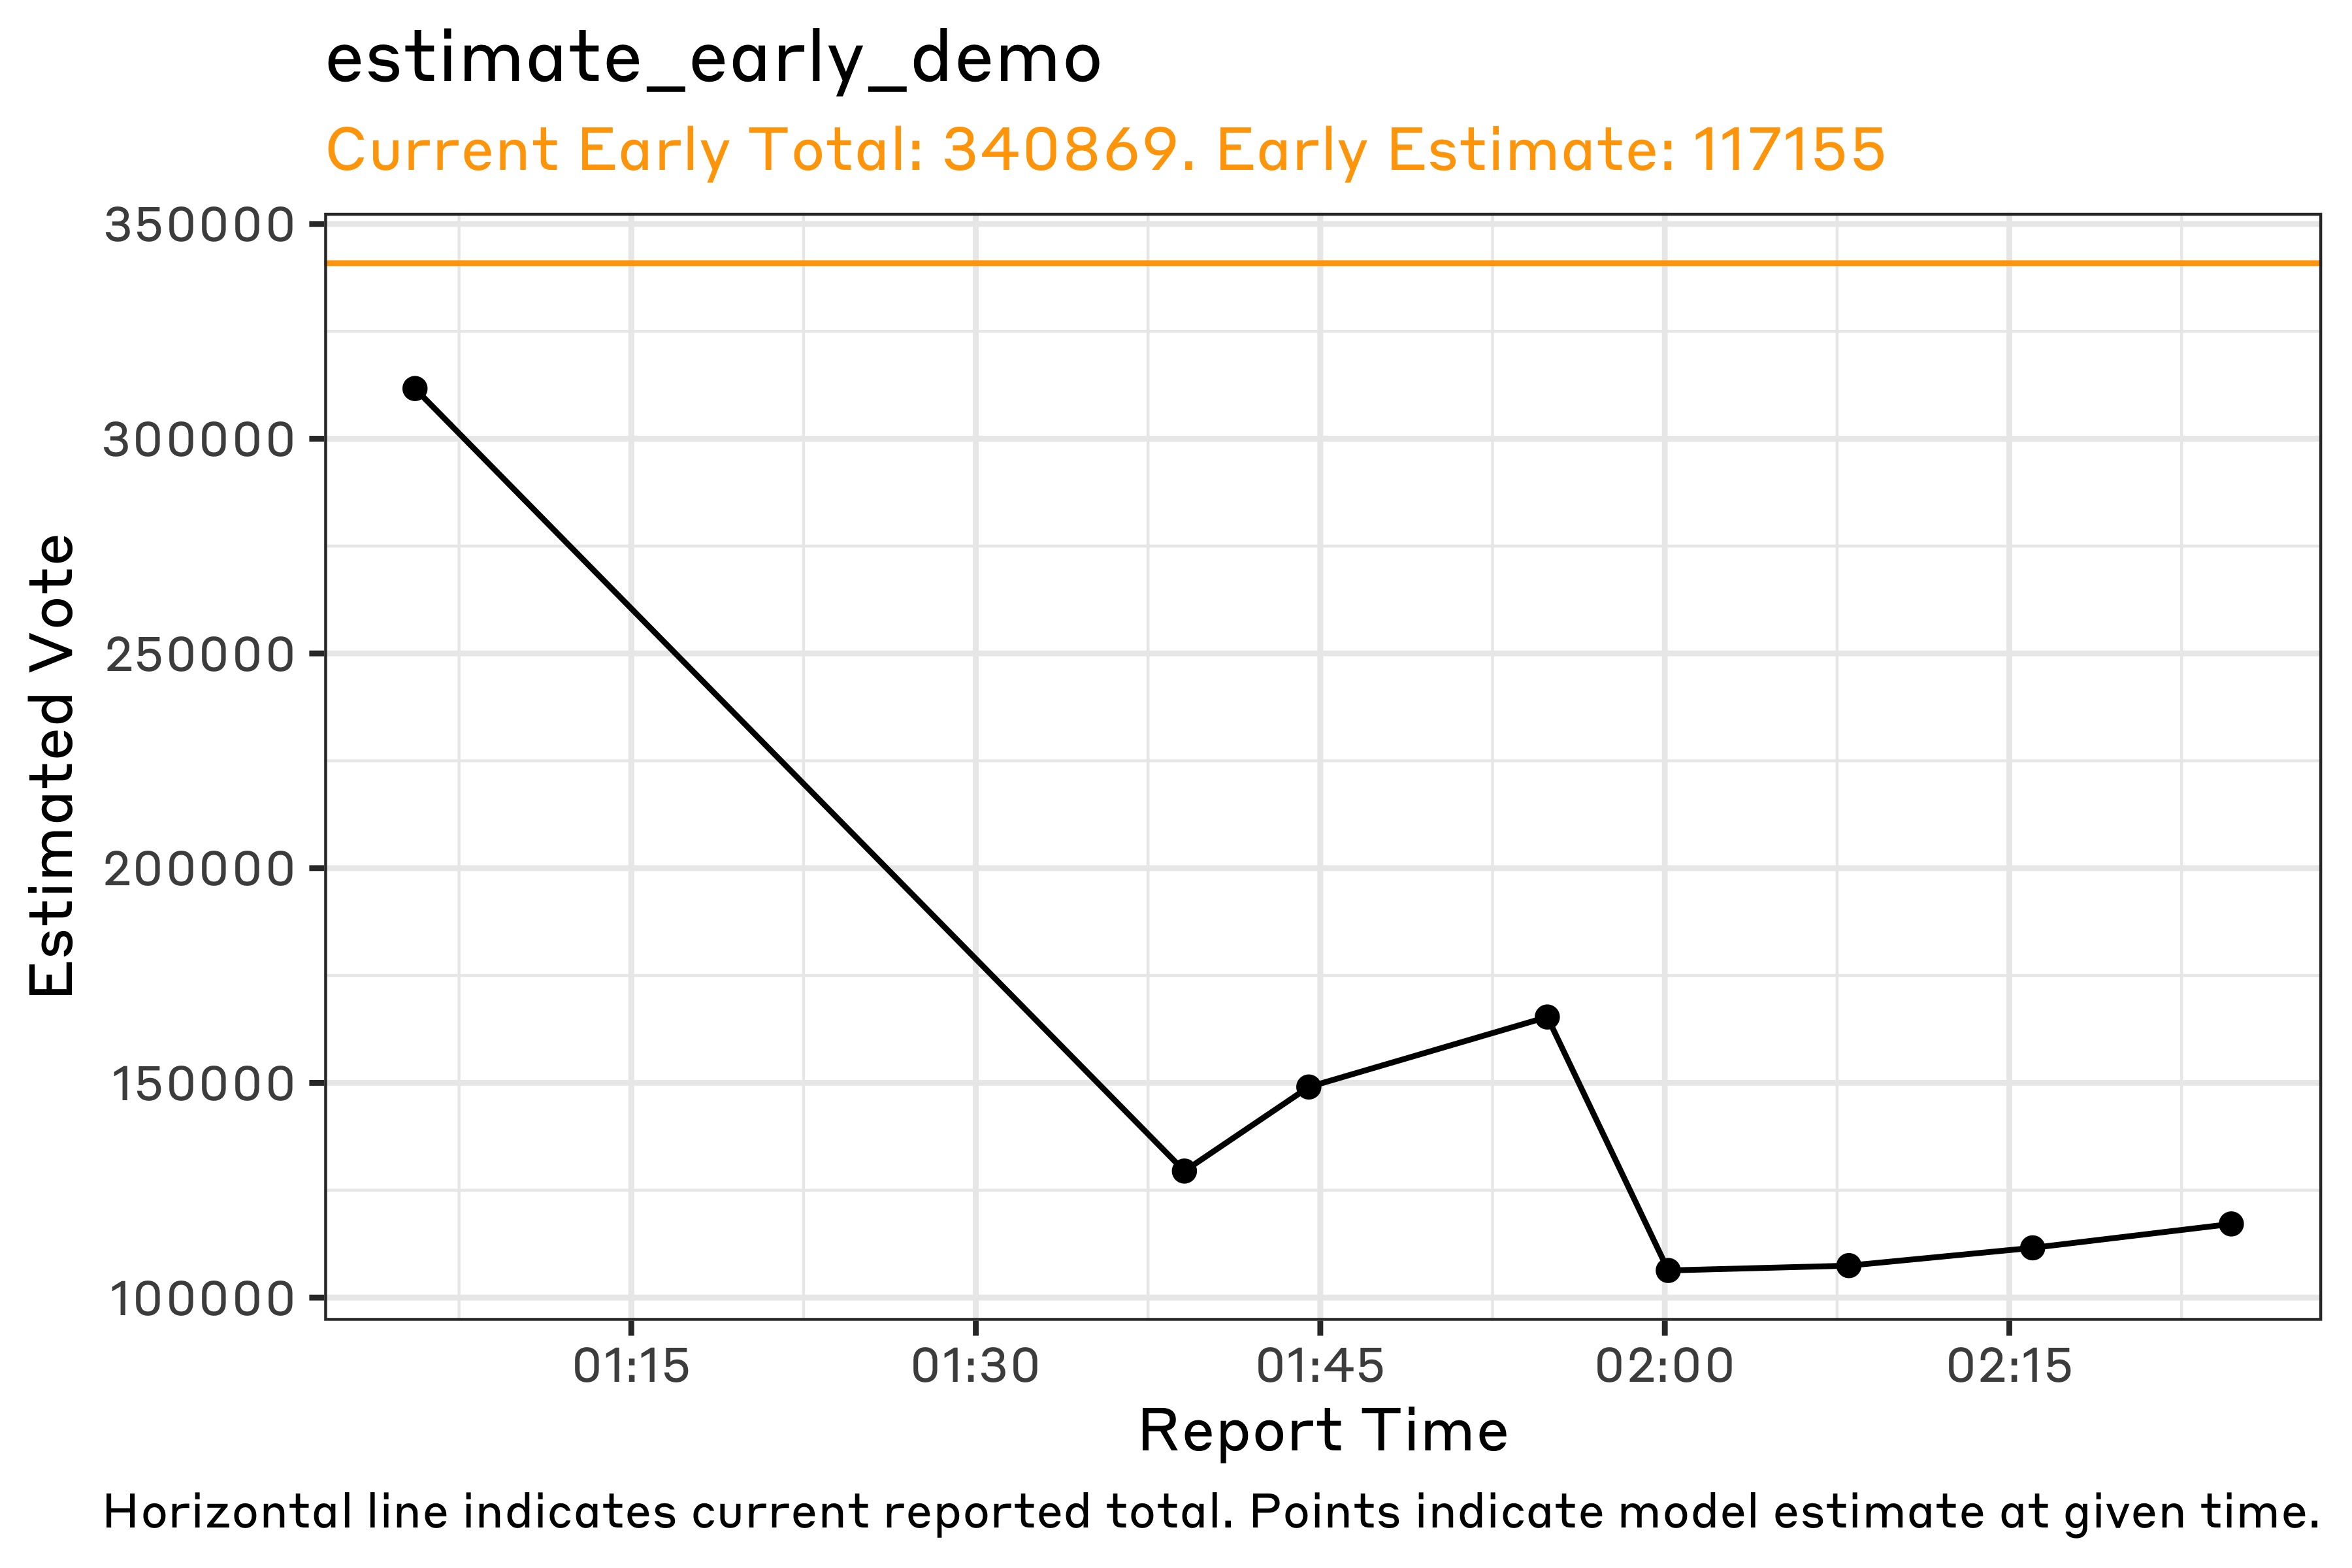 estimate_early_demo
Current Early Total: 340869. Early Estimate: 117155
350000
300000
250000
200000
150000
100000
Estimated Vote
01:15 01:30 01:45 02:00 02:15
Report Time
Horizontal line indicates current reported total. Points indicate model estimate at given time.